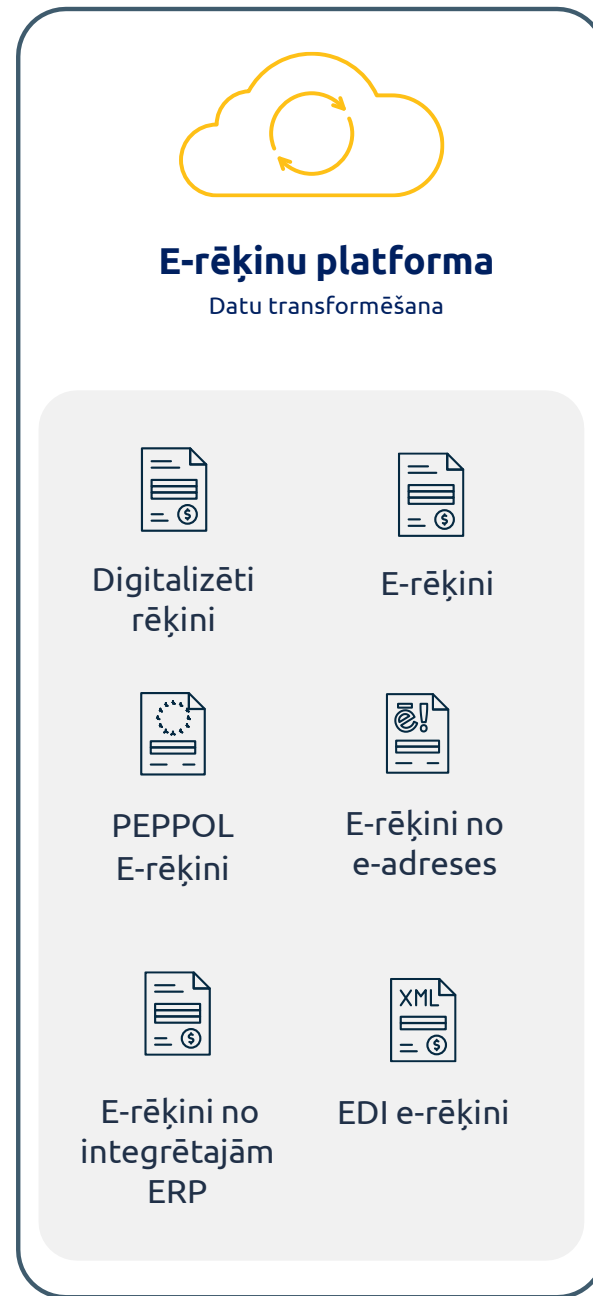 E-rēķinu platforma
Datu transformēšana
Digitalizēti
rēķini
E-rēķini
ē!
PEPPOL
E-rēķini
E-rēķini no
e-adreses
XML
E-rēķini no
integrētajām
ERP
EDI e-rēķini